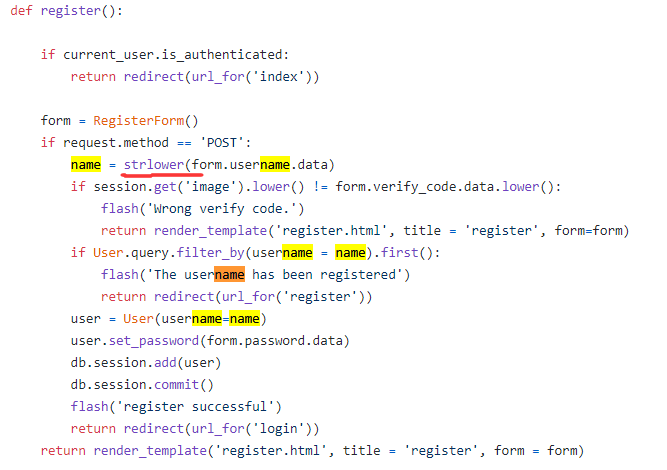 def register():
    if current_user.is_authenticated:
        return redirect(url_for('index'))
    form = RegisterForm()
    if request.method == 'POST':
        name = strlower(form.username.data)
        if session.get('image').lower() != form.verify_code.data.lower():
            flash('Wrong verify code.')
            return render_template('register.html', title = 'register', form=form)
        if User.query.filter_by(username = name).first():
            flash('The username has been registered')
            return redirect(url_for('register'))
        user = User(username=name)
        user.set_password(form.password.data)
        db.session.add(user)
        db.session.commit()
        flash('register successful')
        return redirect(url_for('login'))
    return render_template('register.html', title = 'register', form = form)